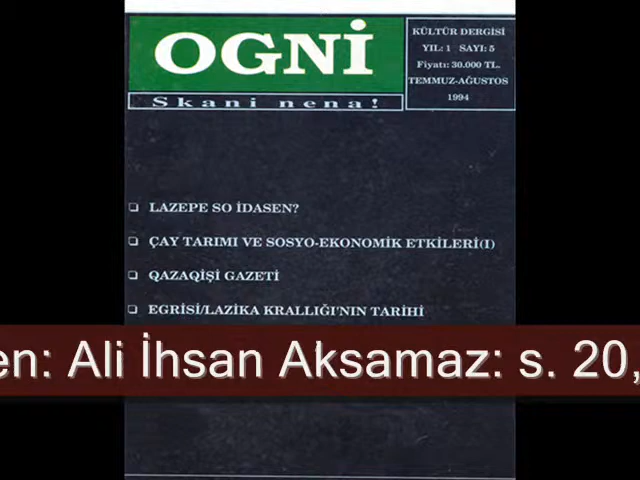 OGNİ
Skani nena!
KÜLTÜR DERGİSİ
YIL: 1 SAYI: 5
Fiyatı: 30.000 TL.
TEMMUZ-AĞUSTOS
1994
❏ LAZEPE SO İDASEN?
❏ ÇAY TARIMI VE SOSYO-EKONOMİK ETKİLERİ(I)
❏ QAZAQİŞİ GAZETİ
❏ EGRİSİ/LAZİKA KRALLIĞI'NIN TARİHİ
en: Ali İhsan Aksamaz: s. 20,